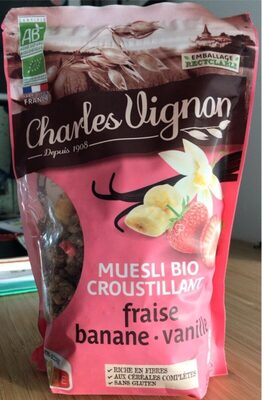 AB
FRANCE
EMBALLAGE
RECYCLABLE
Charles Vignon
Depuis 1908
MUESLI BIO
CROUSTILLANT
fraise
banane • vanille
RICHE EN FIBRES
AUX CÉRÉALES COMPLÈTES
SANS GLUTEN